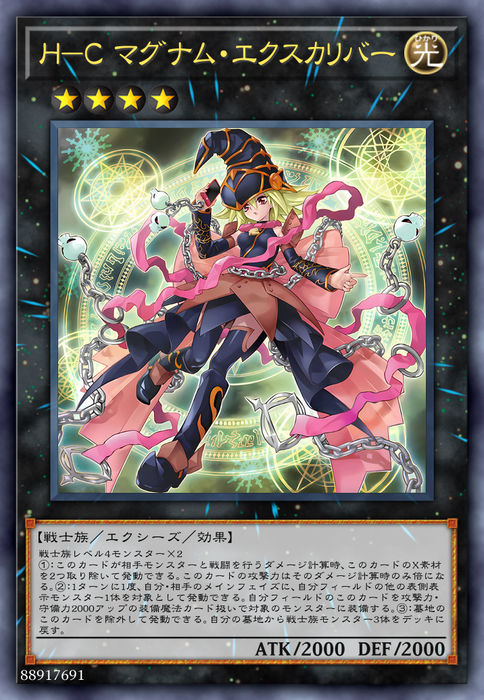 H－C マグナム・エクスカリバー
ひかり
光
【戦士族／エクシーズ／効果】
戦士族レベル4モンスター×2
①：このカードが相手モンスターと戦闘を行うダメージ計算時、このカードのX素材
を2つ取り除いて発動できる。このカードの攻撃力はそのダメージ計算時のみ倍にな
る。②：1ターンに1度、自分・相手のメインフェイズに、自分フィールドの他の表側表
示モンスター1体を対象として発動できる。自分フィールドのこのカードを攻撃力・
守備力2000アップの装備魔法カード扱いで対象のモンスターに装備する。③：墓地の
このカードを除外して発動できる。自分の墓地から戦士族モンスター3体をデッキに
戻す。
ATK/2000 DEF/2000
88917691